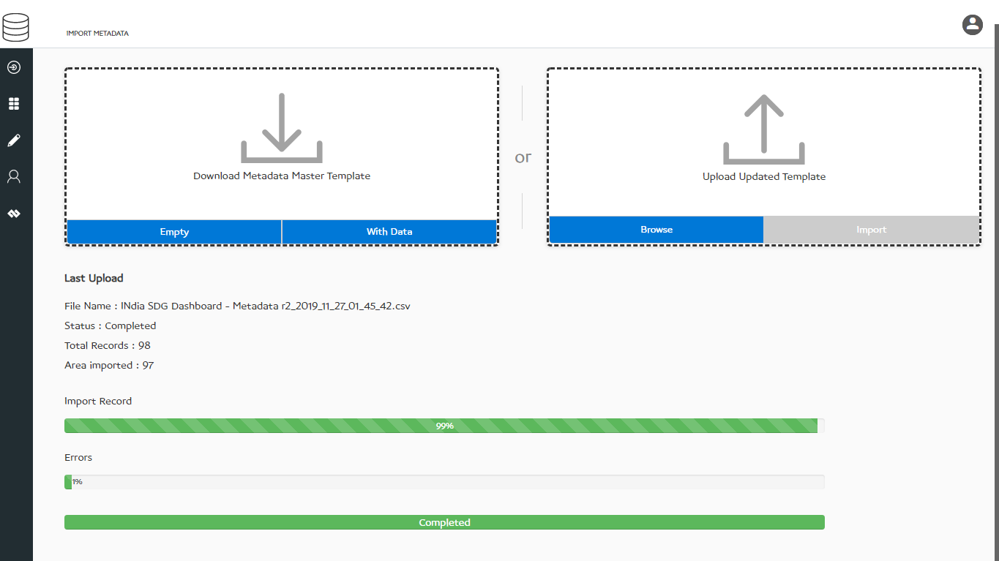 IMPORT METADATA
Download Metadata Master Template
Empty
With Data
or
Upload Updated Template
Browse
Import
Last Upload
File Name : INdia SDG Dashboard - Metadata r2_2019_11_27_01_45_42.csv
Status : Completed
Total Records : 98
Area imported : 97
Import Record
99%
Errors
1%
Completed